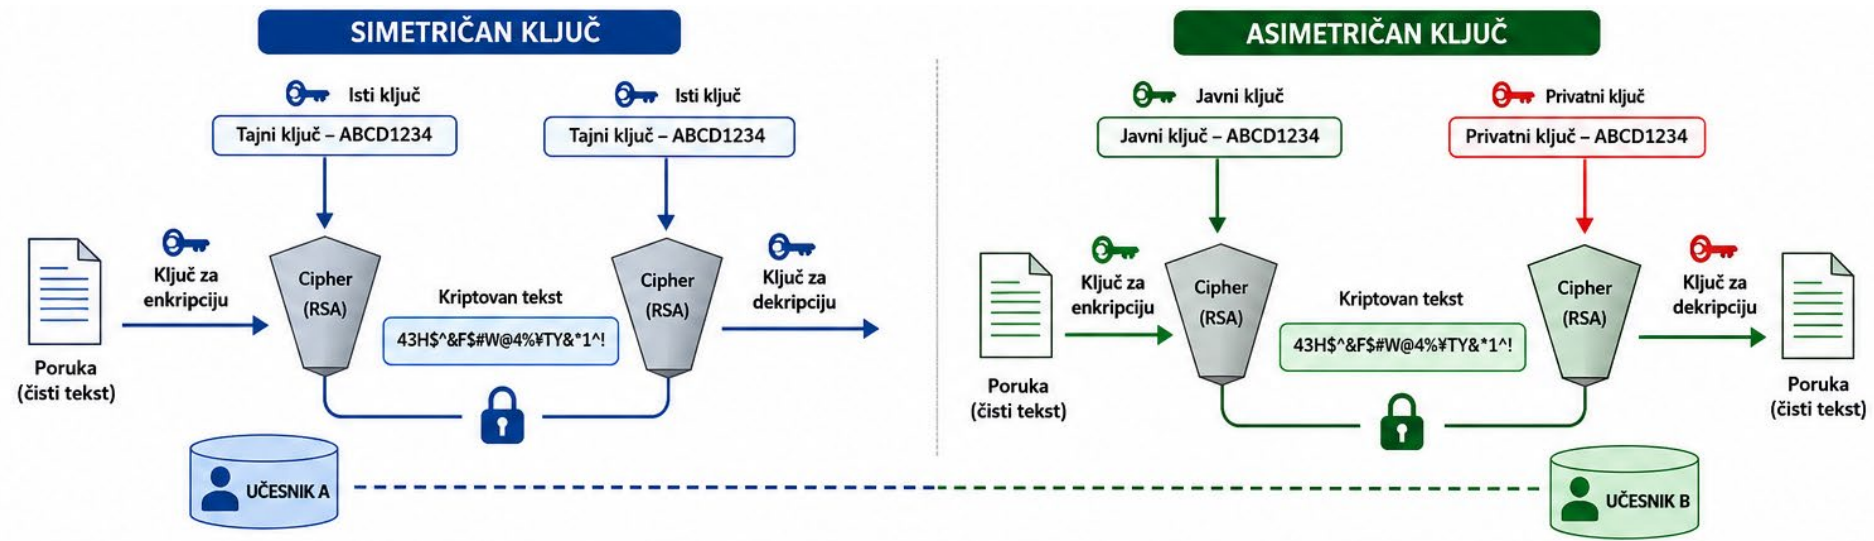 SIMETRIČAN KLJUČ
Isti ključ
Tajni ključ – ABCD1234
Isti ključ
Tajni ključ – ABCD1234
Ključ za
enkripciju
Cipher
(RSA)
Kriptovan tekst
43H$^&F$#W@4%¥TY&*1^!
Cipher
(RSA)
Ključ za
dekripciju
Poruka
(čisti tekst)
UČESNIK A
ASIMETRIČAN KLJUČ
Javni ključ
Javni ključ – ABCD1234
Privatni ključ
Privatni ključ – ABCD1234
Ključ za
enkripciju
Cipher
(RSA)
Kriptovan tekst
43H$^&F$#W@4%¥TY&*1^!
Cipher
(RSA)
Ključ za
dekripciju
Poruka
(čisti tekst)
Poruka
(čisti tekst)
UČESNIK B